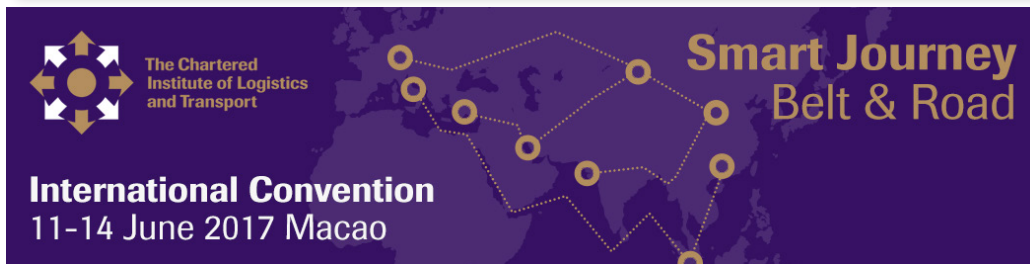 The Chartered
Institute of Logistics
and Transport
Smart Journey
Belt & Road
International Convention
11-14 June 2017 Macao